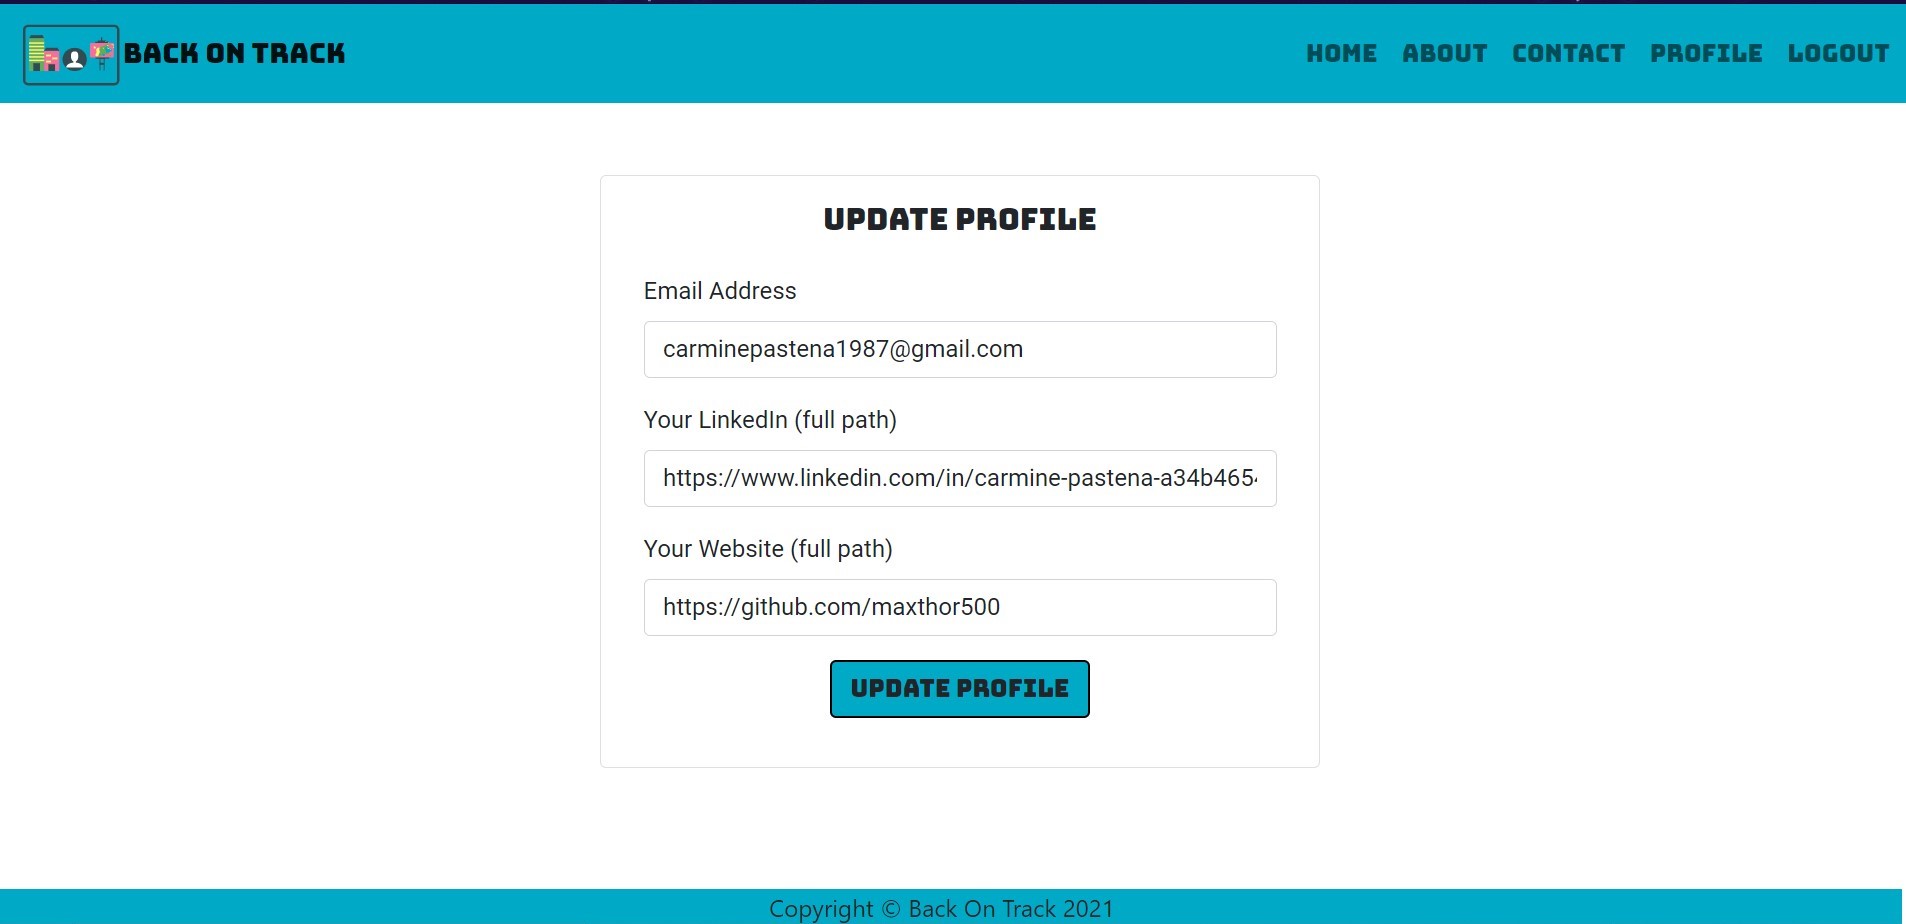 BACK ON TRACK
HOME ABOUT CONTACT PROFILE LOGOUT
UPDATE PROFILE
Email Address
carminepastena1987@gmail.com
Your LinkedIn (full path)
https://www.linkedin.com/in/carmine-pastena-a34b465
Your Website (full path)
https://github.com/maxthor500
UPDATE PROFILE
Copyright © Back On Track 2021